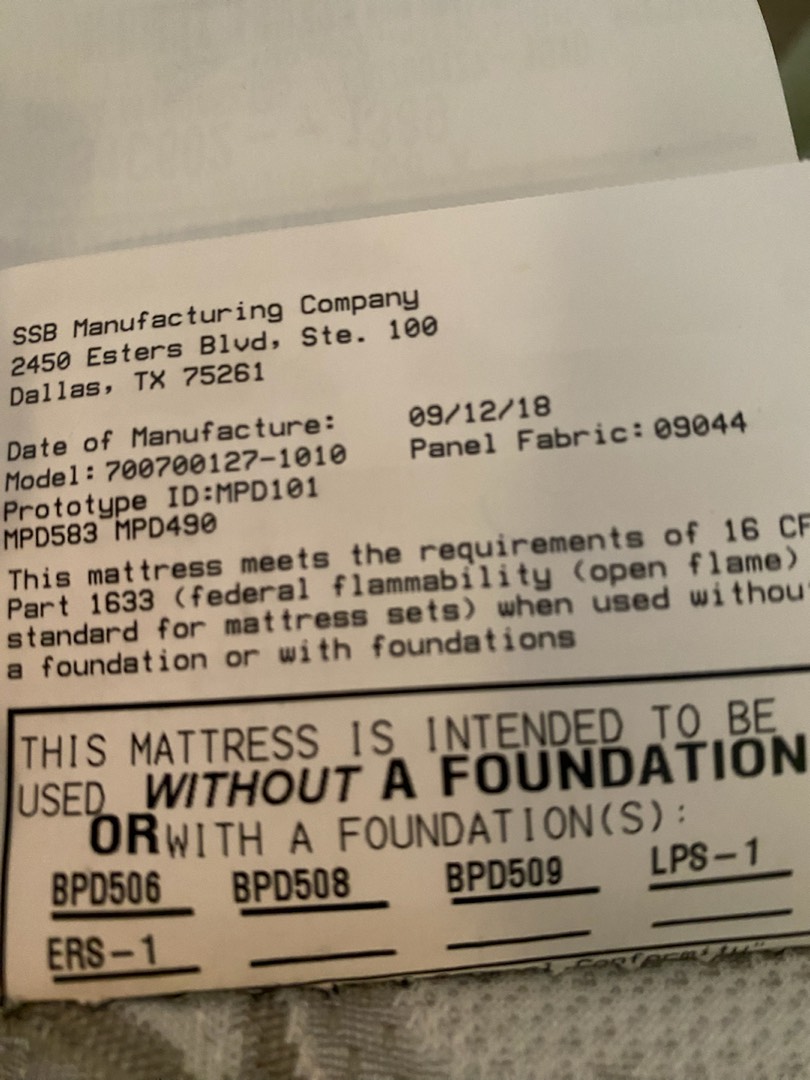 SSB Manufacturing Company
2450 Esters Blvd, Ste. 100
Dallas, TX 75261
Date of Manufacture: 09/12/18
Model: 700700127-1010 Panel Fabric: 09044
Prototype ID:MPD101
MPD583 MPD490
This mattress meets the requirements of 16 CF
Part 1633 (federal flammability (open flame)
standard for mattress sets) when used withou
a foundation or with foundations
THIS MATTRESS IS INTENDED TO BE
USED WITHOUT A FOUNDATION
OR WITH A FOUNDATION(S):
BPD506 BPD508 BPD509 LPS-1
ERS-1